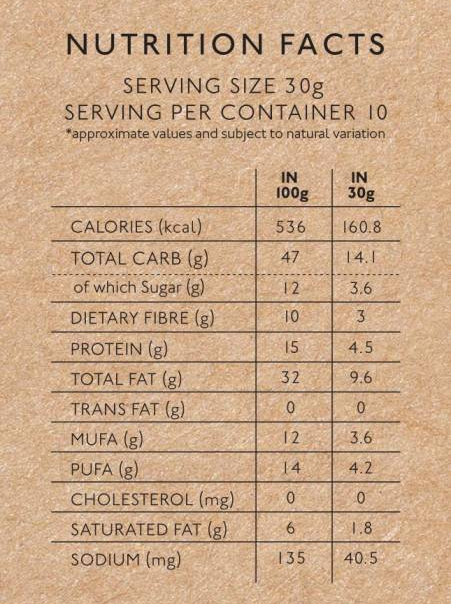 NUTRITION FACTS
SERVING SIZE 30g
SERVING PER CONTAINER 10
*approximate values and subject to natural variation
IN 100g IN 30g
CALORIES (kcal) 536 160.8
TOTAL CARB (g) 47 14.1
of which Sugar (g) 12 3.6
DIETARY FIBRE (g) 10 3
PROTEIN (g) 15 4.5
TOTAL FAT (g) 32 9.6
TRANS FAT (g) 0 0
MUFA (g) 12 3.6
PUFA (g) 14 4.2
CHOLESTEROL (mg) 0 0
SATURATED FAT (g) 6 1.8
SODIUM (mg) 135 40.5